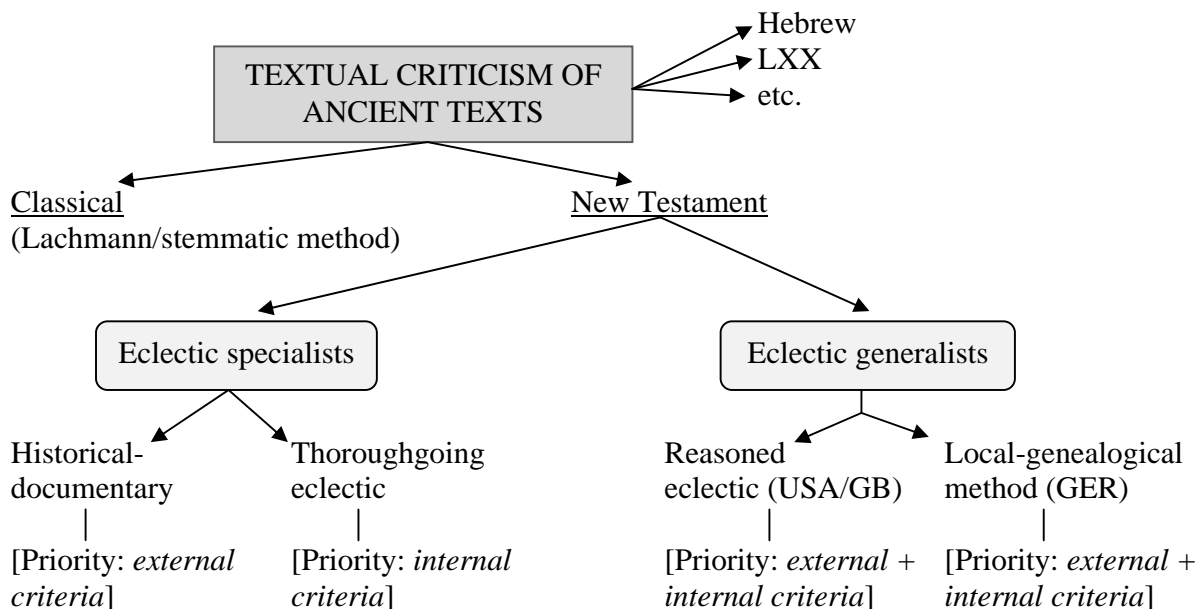 Hebrew
LXX
etc.
TEXTUAL CRITICISM OF
ANCIENT TEXTS
Classical
(Lachmann/stemmatic method)
New Testament
Eclectic specialists
Eclectic generalists
Historical-
documentary
[Priority: external
criteria]
Thoroughgoing
eclectic
[Priority: internal
criteria]
Reasoned
eclectic (USA/GB)
[Priority: external +
internal criteria]
Local-genealogical
method (GER)
[Priority: external +
internal criteria]